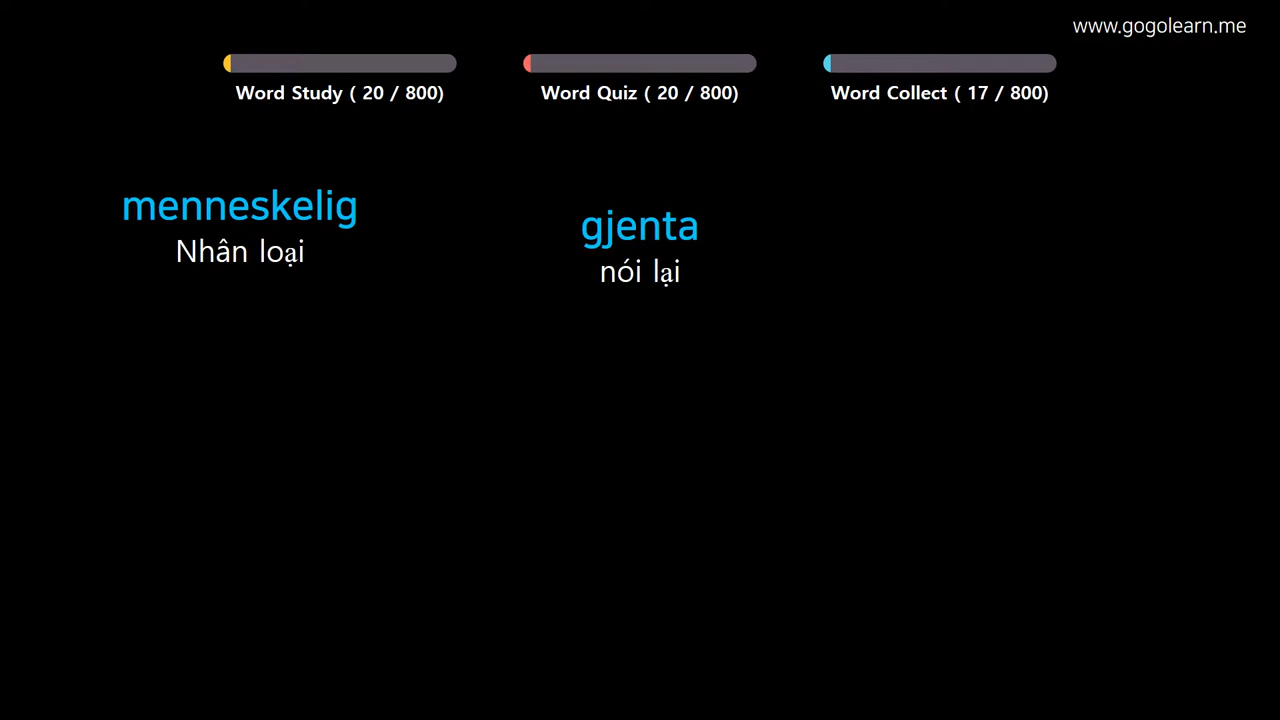 www.gogolearn.me
Word Study ( 20 / 800)
Word Quiz ( 20 / 800)
Word Collect ( 17 / 800)
menneskelig
Nhân loại
gjenta
nói lại